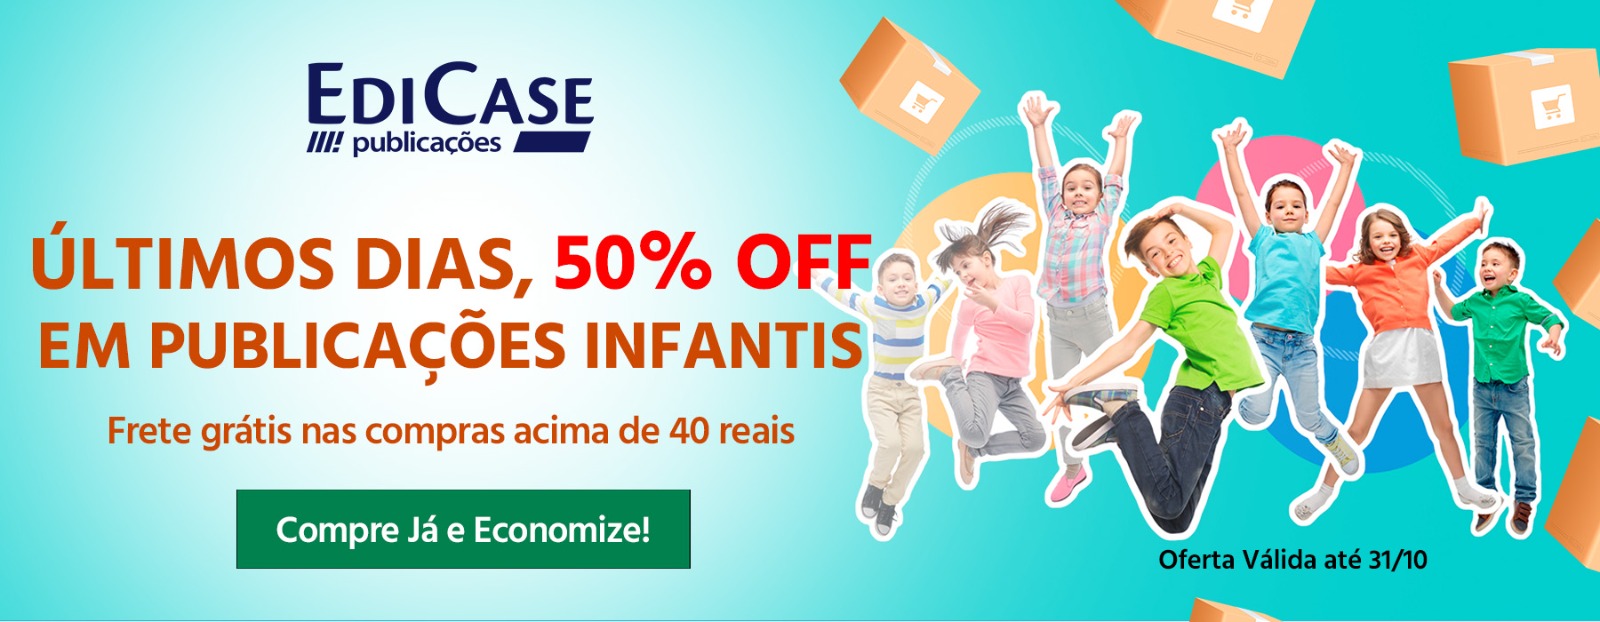 EDICASE
publicações
ÚLTIMOS DIAS, 50% OFF
EM PUBLICAÇÕES INFANTIS
Frete grátis nas compras acima de 40 reais
Compre Já e Economize!
Oferta Válida até 31/10